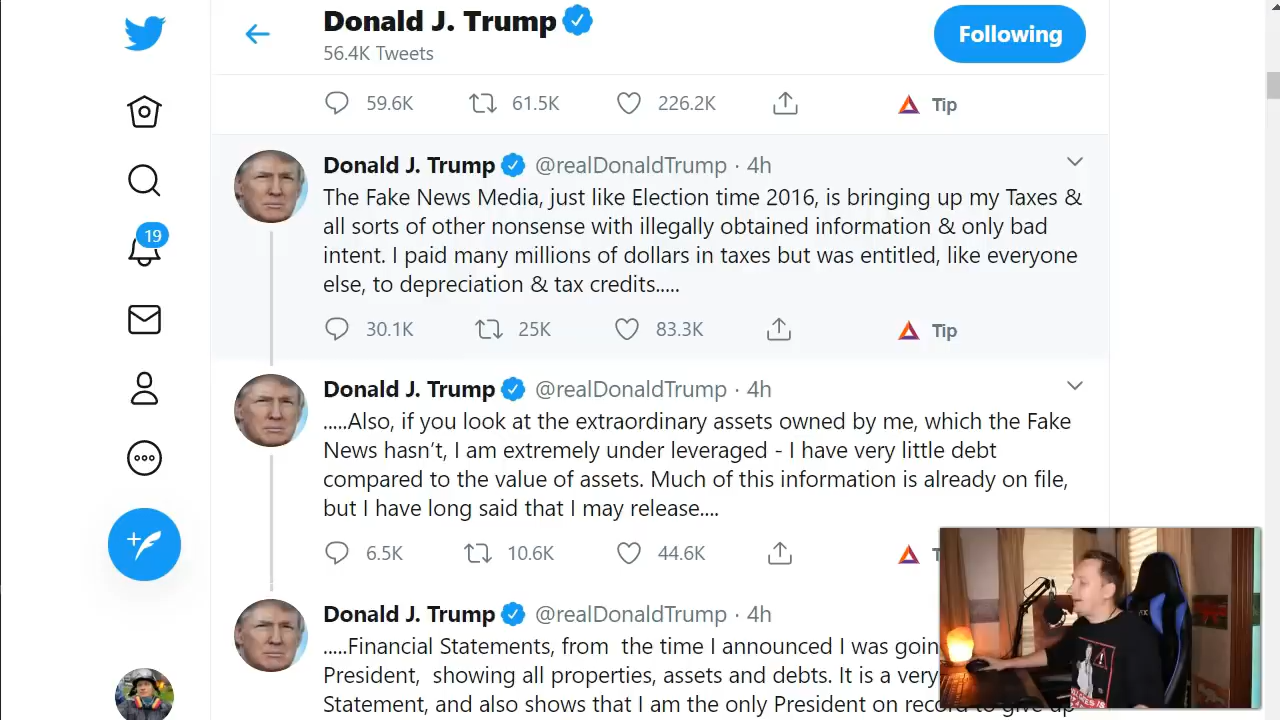 Donald J. Trump
56.4K Tweets
Following
59.6K 61.5K 226.2K Tip
Donald J. Trump @realDonaldTrump · 4h
The Fake News Media, just like Election time 2016, is bringing up my Taxes &
all sorts of other nonsense with illegally obtained information & only bad
intent. I paid many millions of dollars in taxes but was entitled, like everyone
else, to depreciation & tax credits.....
30.1K 25K 83.3K Tip
19
Donald J. Trump @realDonaldTrump · 4h
.....Also, if you look at the extraordinary assets owned by me, which the Fake
News hasn’t, I am extremely under leveraged - I have very little debt
compared to the value of assets. Much of this information is already on file,
but I have long said that I may release....
6.5K 10.6K 44.6K
Donald J. Trump @realDonaldTrump · 4h
.....Financial Statements, from the time I announced I was goin
President, showing all properties, assets and debts. It is a very
Statement, and also shows that I am the only President on record to give up